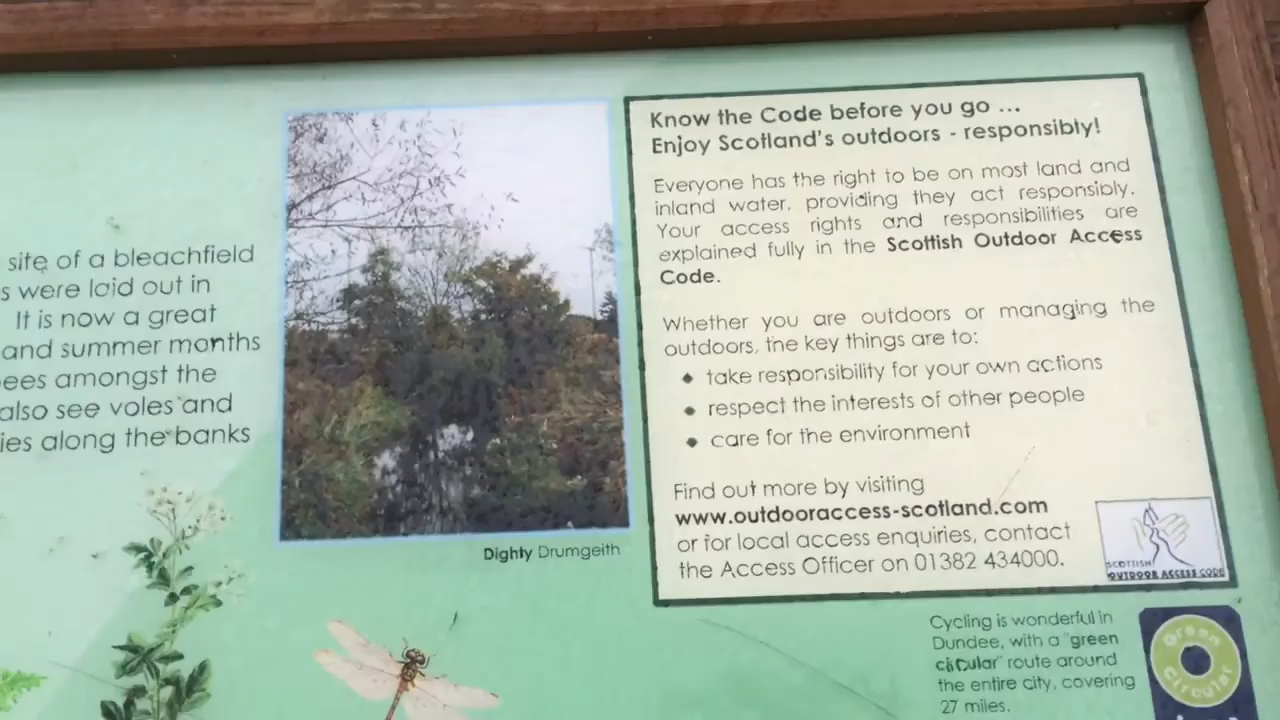 site of a bleachfield
s were laid out in
It is now a great
and summer months
ees amongst the
also see voles and
ies along the banks
Dighty Drumgeith
Know the Code before you go ...
Enjoy Scotland's outdoors - responsibly!
Everyone has the right to be on most land and
inland water, providing they act responsibly.
Your access rights and responsibilities are
explained fully in the Scottish Outdoor Access
Code.
Whether you are outdoors or managing the
outdoors, the key things are to:
• take responsibility for your own actions
• respect the interests of other people
• care for the environment
Find out more by visiting
www.outdooraccess-scotland.com
or for local access enquiries, contact
the Access Officer on 01382 434000.
SCOTTISH
OUTDOOR ACCESS CODE
Cycling is wonderful in
Dundee, with a "green
circular" route around
the entire city, covering
27 miles.
Green
Circular